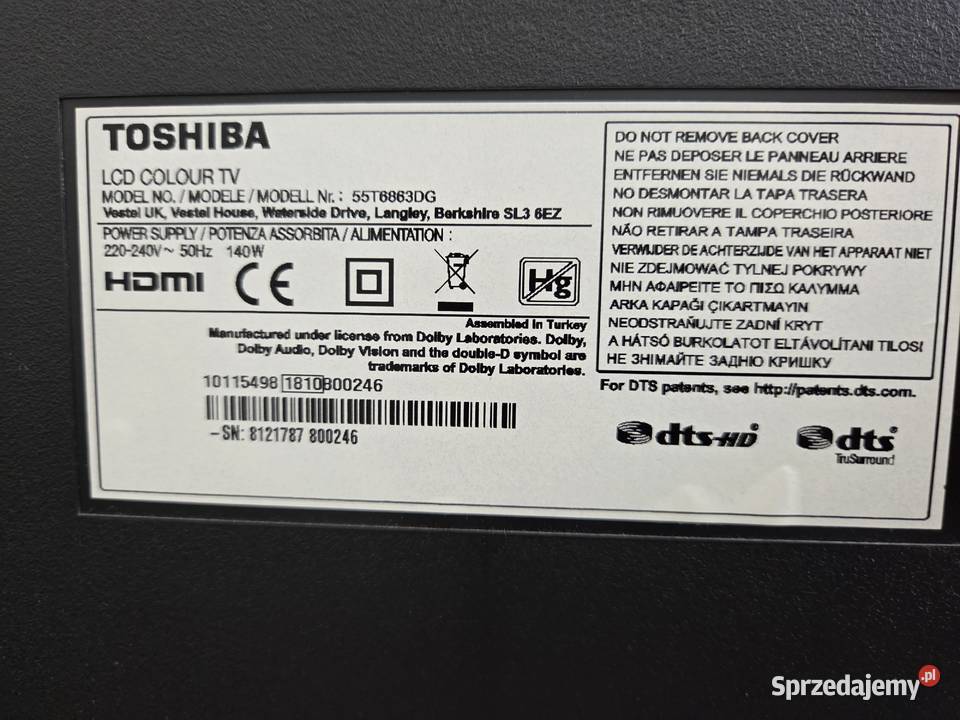 TOSHIBA
LCD COLOUR TV
MODEL NO. / MODELE / MODELL Nr. : 55T6863DG
Vestel UK, Vestel House, Waterside Drive, Langley, Berkshire SL3 6EZ
POWER SUPPLY / POTENZA ASSORBITA / ALIMENTATION :
220-240V~ 50Hz 140W
HDMI CE Hg
Assembled in Turkey
Manufactured under license from Dolby Laboratories. Dolby,
Dolby Audio, Dolby Vision and the double-D symbol are
trademarks of Dolby Laboratories.
10115498 1810B00246
-SN: 8121787 800246
DO NOT REMOVE BACK COVER
NE PAS DEPOSER LE PANNEAU ARRIERE
ENTFERNEN SIE NIEMALS DIE RÜCKWAND
NO DESMONTAR LA TAPA TRASERA
NON RIMUOVERE IL COPERCHIO POSTERIORE
NÃO RETIRAR A TAMPA TRASEIRA
VERWIJDER DE ACHTERZIJDE VAN HET APPARAAT NIET
NIE ZDEJMOWAĆ TYLNEJ POKRYWY
ΜΗΝ ΑΦΑΙΡΕΙΤΕ ΤΟ ΠΙΣΩ ΚΑΛΥΜΜΑ
ARKA KAPAĞI ÇIKARTMAYIN
NEODSTRAŇUJTE ZADNÍ KRYT
A HÁTSÓ BURKOLATOT ELTÁVOLÍTANI TILOS!
НЕ ЗНІМАЙТЕ ЗАДНЮ КРИШКУ
For DTS patents, see http://patents.dts.com.
dts-HD
dts
TruSurround
Sprzedajemy.pl